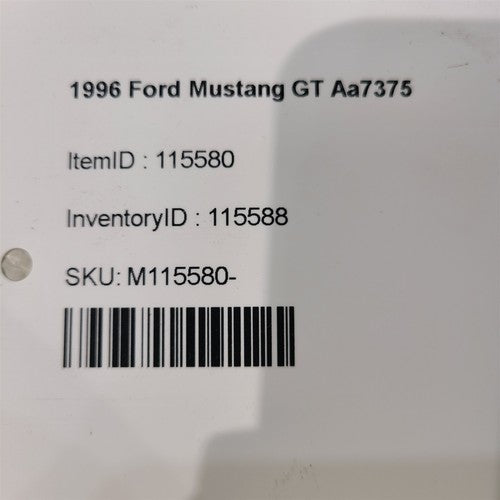 1996 Ford Mustang GT Aa7375
ItemID : 115580
InventoryID : 115588
SKU: M115580-